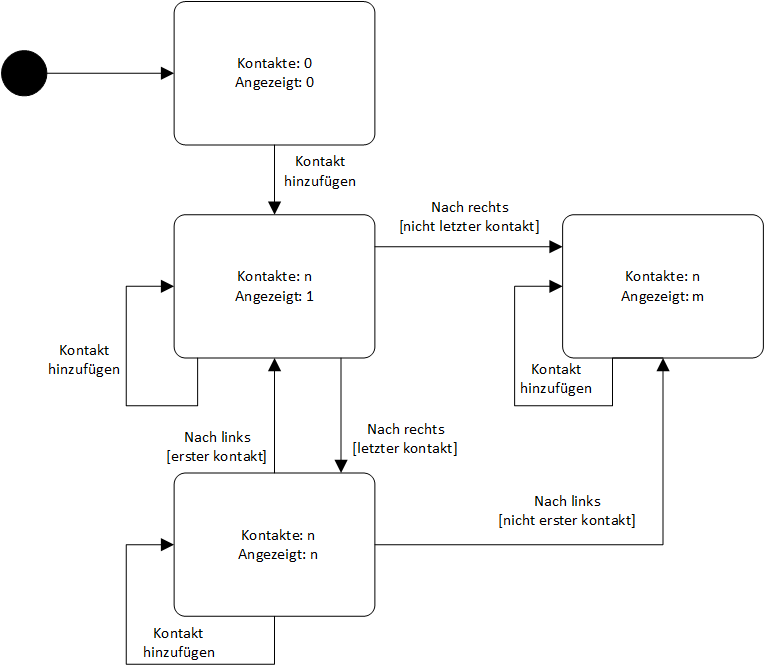 Kontakte: 0
Angezeigt: 0
Kontakt
hinzufügen
Nach rechts
[nicht letzter kontakt]
Kontakte: n
Angezeigt: 1
Kontakte: n
Angezeigt: m
Kontakt
hinzufügen
Kontakt
hinzufügen
Nach links
[erster kontakt]
Nach rechts
[letzter kontakt]
Nach links
[nicht erster kontakt]
Kontakte: n
Angezeigt: n
Kontakt
hinzufügen